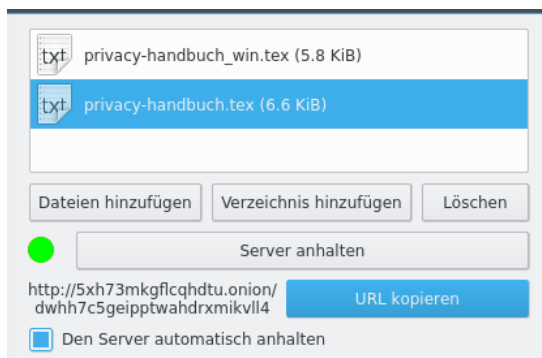 txt privacy-handbuch_win.tex (5.8 KiB)
txt privacy-handbuch.tex (6.6 KiB)
Dateien hinzufügen Verzeichnis hinzufügen Löschen
Server anhalten
http://5xh73mkgflcqhdtu.onion/
dwhh7c5geipptwahdrxmikvll4
URL kopieren
Den Server automatisch anhalten